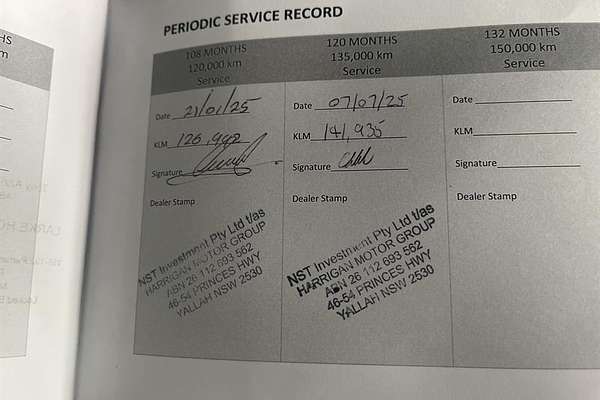 PERIODIC SERVICE RECORD
108 MONTHS
120,000 km
Service
Date 21/01/25
KLM
Signature
Dealer Stamp
NST Investment Pty Ltd t/as
HARRIGAN MOTOR GROUP
ABN 26 112 693 562
46-54 PRINCES HWY
YALLAH NSW 2530
120 MONTHS
135,000 km
Service
Date 07/07/25
KLM 141,935
Signature
Dealer Stamp
NST Investment Pty Ltd t/as
HARRIGAN MOTOR GROUP
ABN 26 112 693 562
46-54 PRINCES HWY
YALLAH NSW 2530
132 MONTHS
150,000 km
Service
Date
KLM
Signature
Dealer Stamp